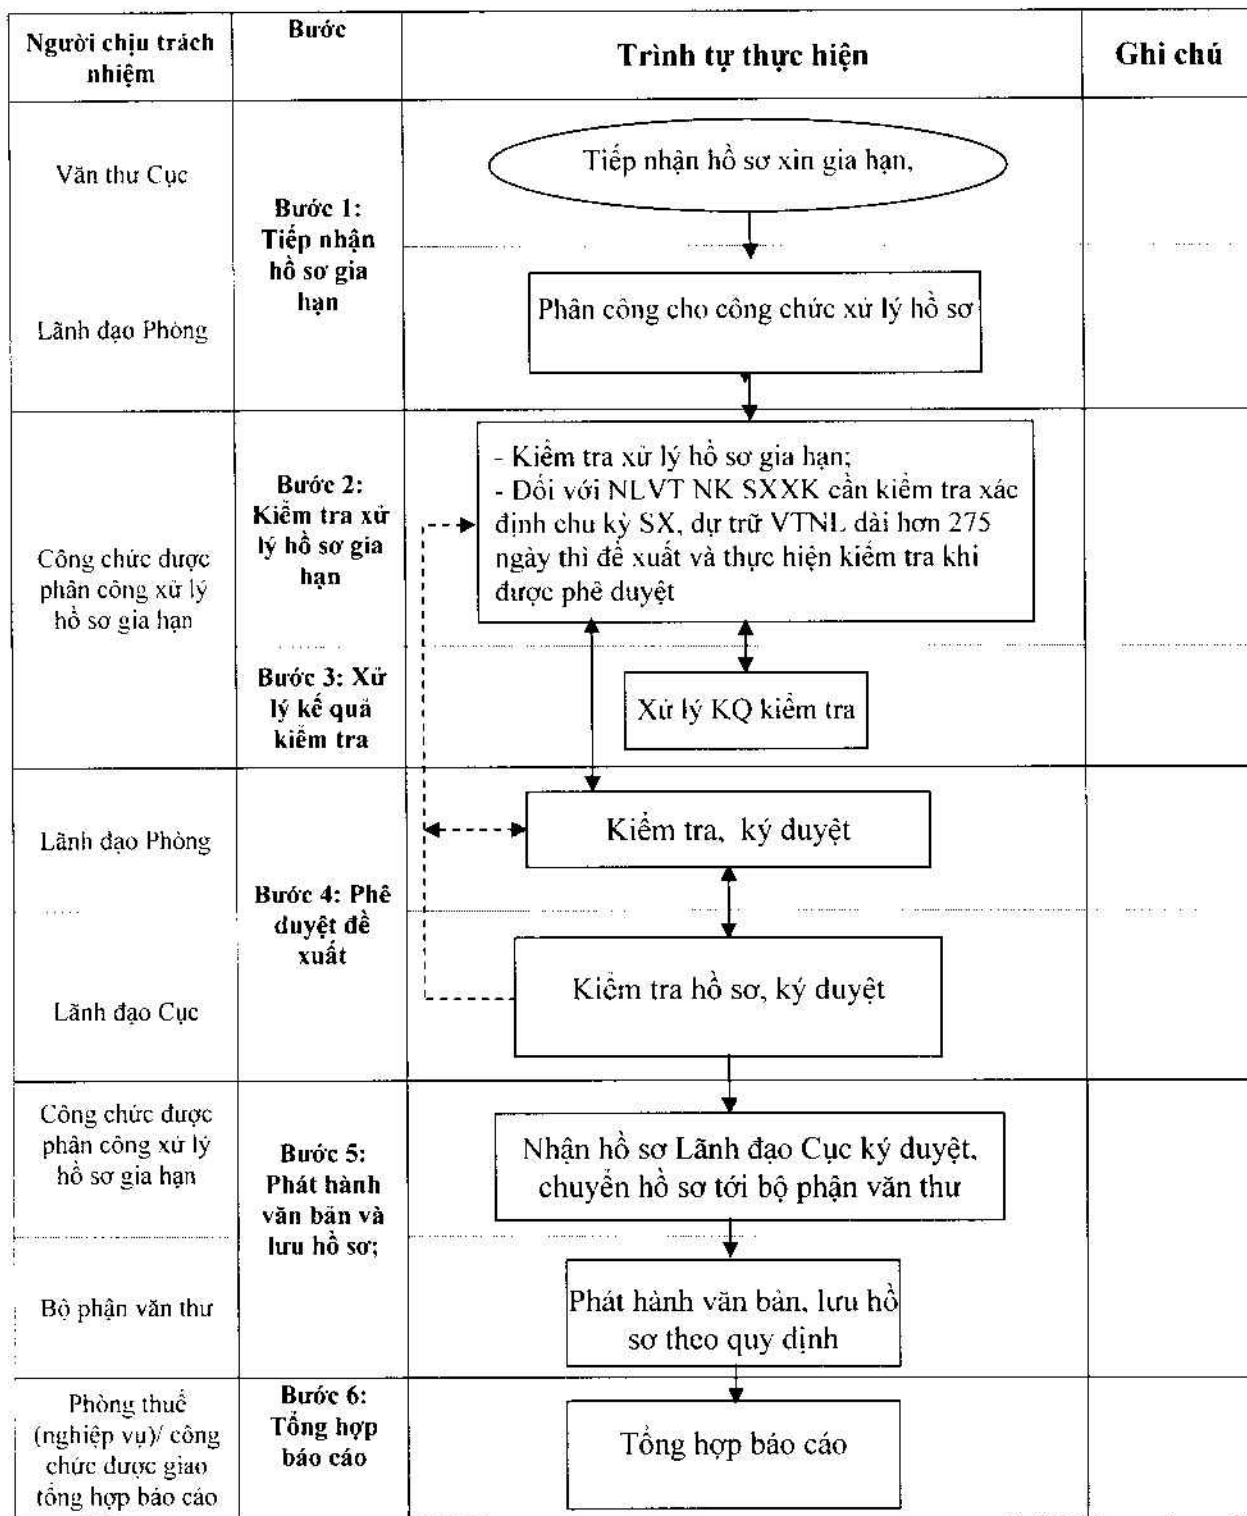 Người chịu trách
nhiệm
Bước
Trình tự thực hiện
Ghi chú
Văn thư Cục
Bước 1:
Tiếp nhận
hồ sơ gia
hạn
Tiếp nhận hồ sơ xin gia hạn,
Lãnh đạo Phòng
Phân công cho công chức xử lý hồ sơ
Công chức được
phân công xử lý
hồ sơ gia hạn
Bước 2:
Kiểm tra xử
lý hồ sơ gia
hạn
- Kiểm tra xử lý hồ sơ gia hạn;
- Đối với NLVT NK SXXK cần kiểm tra xác
định chu kỳ SX, dự trữ VTNL dài hơn 275
ngày thì đề xuất và thực hiện kiểm tra khi
được phê duyệt
Bước 3: Xử
lý kế quả
kiểm tra
Xử lý KQ kiểm tra
Lãnh đạo Phòng
Bước 4: Phê
duyệt đề
xuất
Kiểm tra, ký duyệt
Lãnh đạo Cục
Kiểm tra hồ sơ, ký duyệt
Công chức được
phân công xử lý
hồ sơ gia hạn
Bước 5:
Phát hành
văn bản và
lưu hồ sơ;
Nhận hồ sơ Lãnh đạo Cục ký duyệt,
chuyển hồ sơ tới bộ phận văn thư
Bộ phận văn thư
Phát hành văn bản, lưu hồ
sơ theo quy định
Phòng thuế
(nghiệp vụ)/ công
chức được giao
tổng hợp báo cáo
Bước 6:
Tổng hợp
báo cáo
Tổng hợp báo cáo